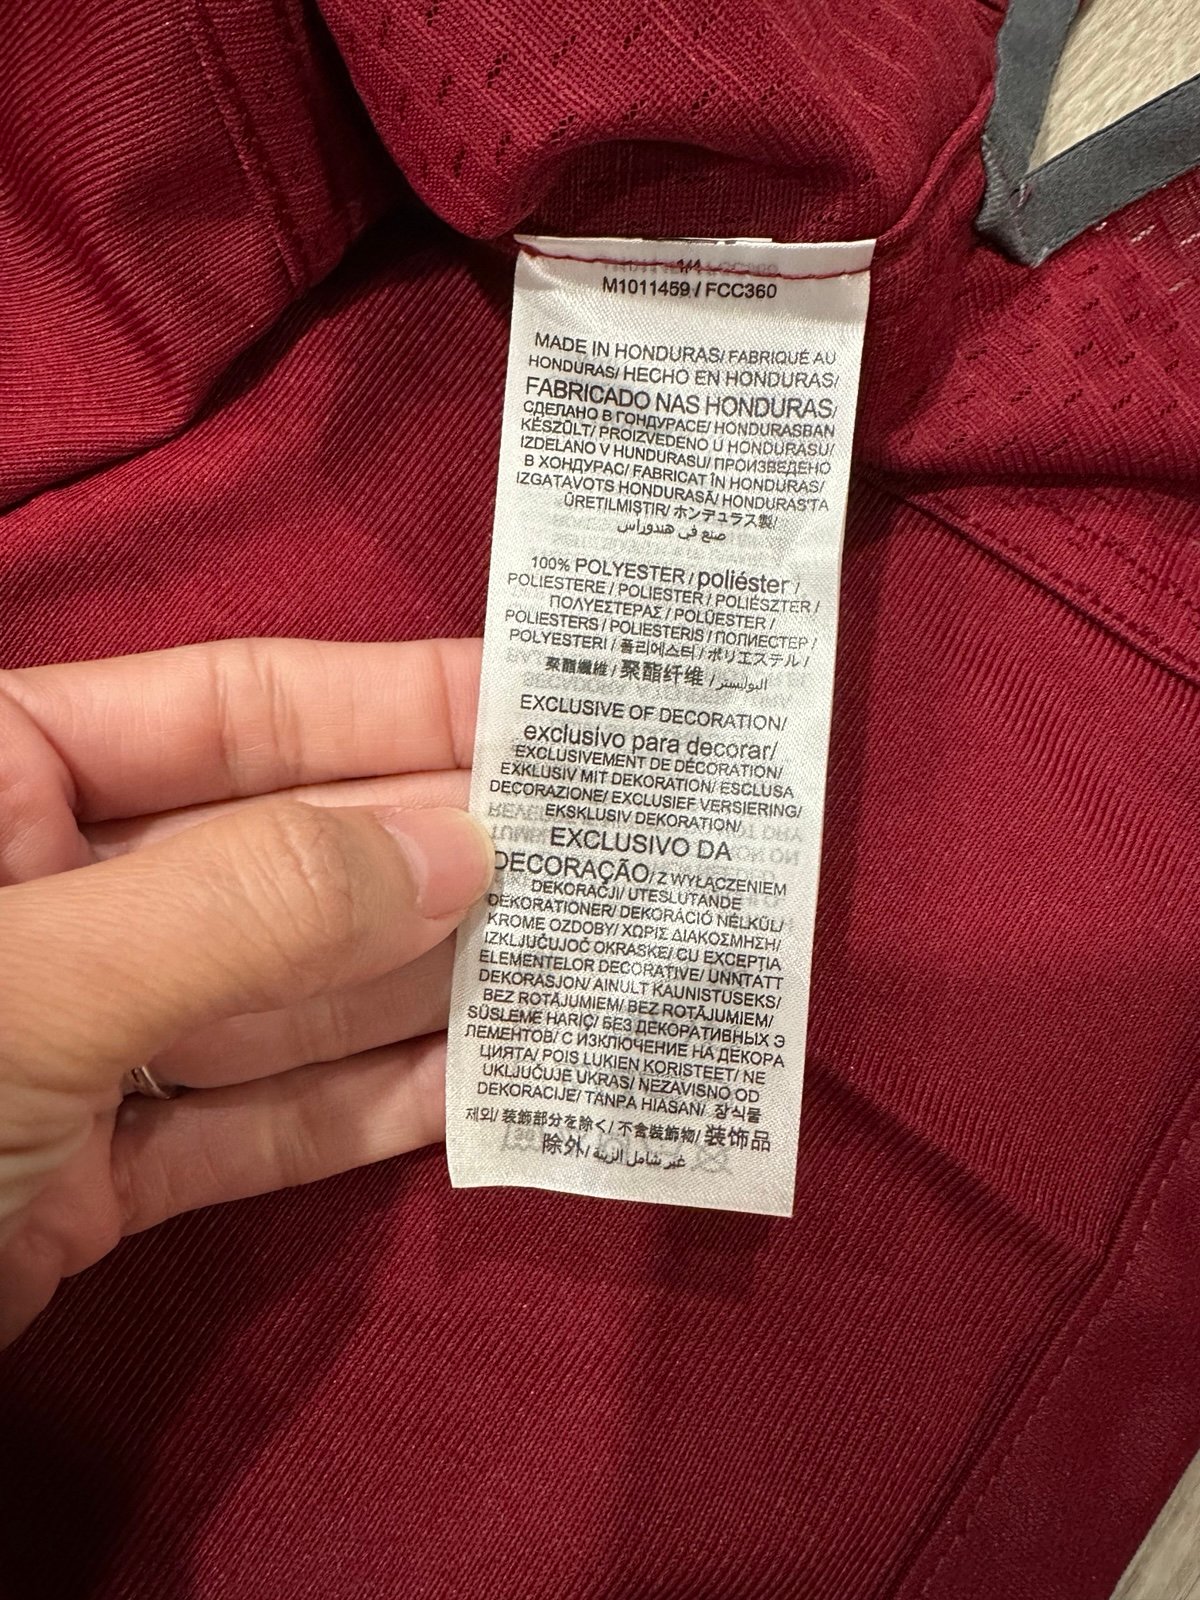 1/4
M1011459 / FCC360
MADE IN HONDURAS/ FABRIQUÉ AU
HONDURAS/ HECHO EN HONDURAS/
FABRICADO NAS HONDURAS/
СДЕЛАНО В ГОНДУРАСЕ/ HONDURASBAN
KÉSZÜLT/ PROIZVEDENO U HONDURASU/
IZDELANO V HUNDURASU/ ПРОИЗВЕДЕНО
В ХОНДУРАС/ FABRICAT ÎN HONDURAS/
IZGATAVOTS HONDURASĀ/ HONDURAS'TA
ÜRETILMISTIR/ ホンデュラス製/
صنع في هندوراس
100% POLYESTER / poliéster /
POLIESTERE / POLIESTER / POLIÉSZTER /
ΠΟΛΥΕΣΤΕΡΑΣ / POLÜESTER /
POLIESTERS / POLIESTERIS / ПОЛИЕСТЕР /
POLYESTERI / 폴리에스터 / ポリエステル /
聚酯纖維 / 聚酯纤维 / البوليستر
EXCLUSIVE OF DECORATION/
exclusivo para decorar/
EXCLUSIVEMENT DE DÉCORATION/
EXKLUSIV MIT DEKORATION/ ESCLUSA
DECORAZIONE/ EXCLUSIEF VERSIERING/
EKSKLUSIV DEKORATION/
EXCLUSIVO DA
DECORAÇÃO/ Z WYŁĄCZENIEM
DEKORACJI/ UTESLUTANDE
DEKORATIONER/ DEKORÁCIÓ NÉLKÜL/
KROME OZDOBY/ ΧΩΡΙΣ ΔΙΑΚΟΣΜΗΣΗ/
IZKLJUČUJOČ OKRASKE/ CU EXCEPȚIA
ELEMENTELOR DECORATIVE/ UNNTATT
DEKORASJON/ AINULT KAUNISTUSEKS/
BEZ ROTĀJUMIEM/ BEZ ROTĀJUMIEM/
SÜSLEME HARIÇ/ БЕЗ ДЕКОРАТИВНЫХ Э
ЛЕМЕНТОВ/ С ИЗКЛЮЧЕНИЕ НА ДЕКОРА
ЦИЯТА/ POIS LUKIEN KORISTEET/ NE
UKLJUČUJE UKRAS/ NEZAVISNO OD
DEKORACIJE/ TANPA HIASAN/ 장식물
제외/ 装飾部分を除く/ 不含裝飾物/ 装饰品
除外/ غير شامل الزينة